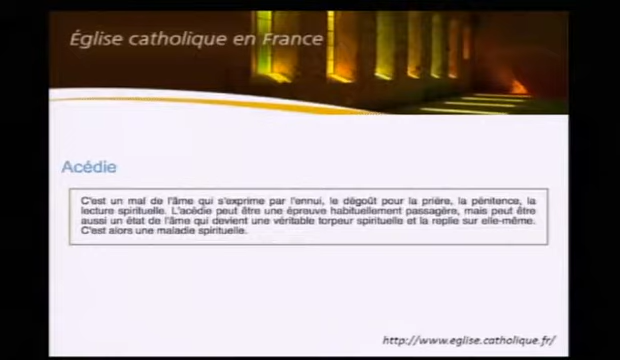 Église catholique en France
Acédie
C'est un mal de l'âme qui s'exprime par l'ennui, le dégoût pour la prière, la pénitence, la
lecture spirituelle. L'acédie peut être une épreuve habituellement passagère, mais peut être
aussi un état de l'âme qui devient une véritable torpeur spirituelle et la replie sur elle-même.
C'est alors une maladie spirituelle.
http://www.eglise.catholique.fr/